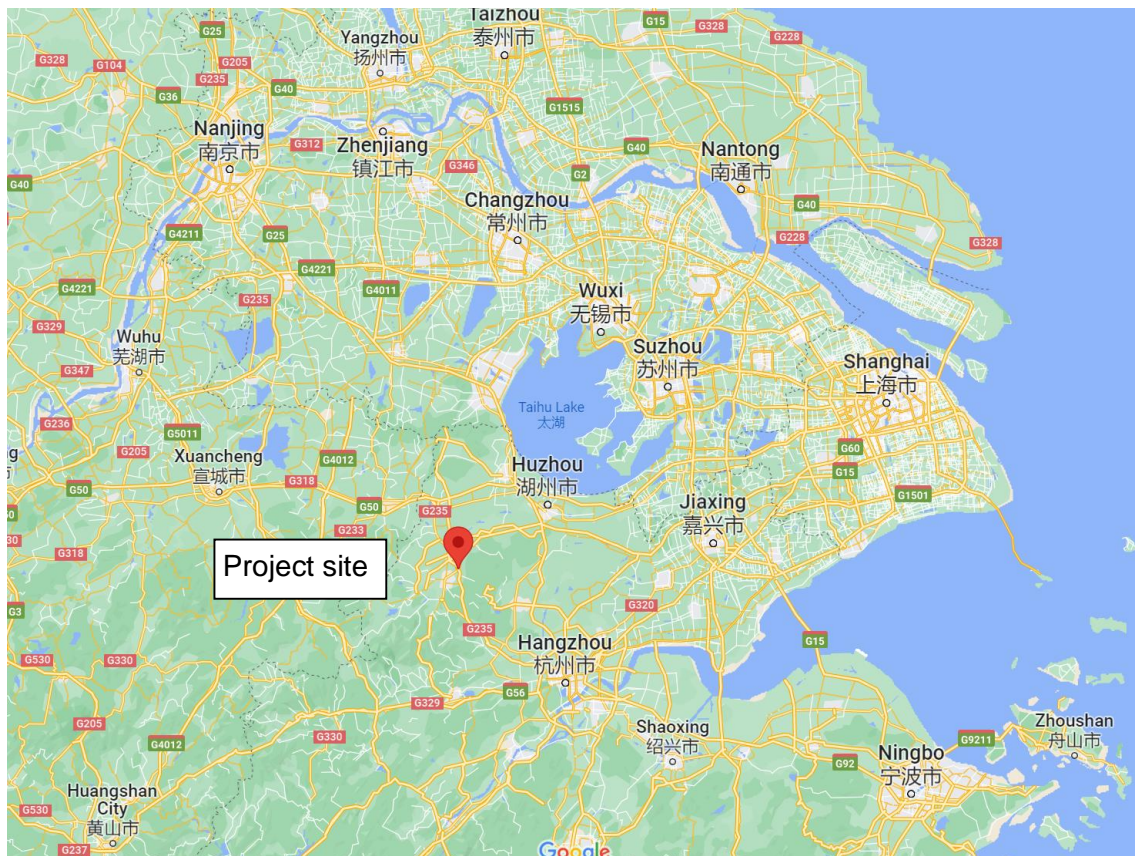 Taizhou
泰州市
G15
G328
G228
G25
Yangzhou
扬州市
G328
G104
G205
G235
G40
G36
G1515
Nanjing
南京市
G312
Zhenjiang
镇江市
G346
G40
G2
Nantong
南通市
G40
G40
Changzhou
常州市
G228
G328
G4211
G25
G4221
G4011
G4221
G235
Wuxi
无锡市
G329
Wuhu
芜湖市
Suzhou
苏州市
Shanghai
上海市
G347
Taihu Lake
太湖
G236
G5011
G205
G60
G15
Xuancheng
宣城市
G4012
G318
Huzhou
湖州市
G50
G50
G235
Jiaxing
嘉兴市
G1501
G233
G318
Project site
G3
G320
G235
Hangzhou
杭州市
G15
G530
G330
G56
G329
G205
G330
G4012
Shaoxing
绍兴市
Zhoushan
舟山市
G9211
Ningbo
宁波市
G92
Huangshan
City
黄山市
G530
G237
Google